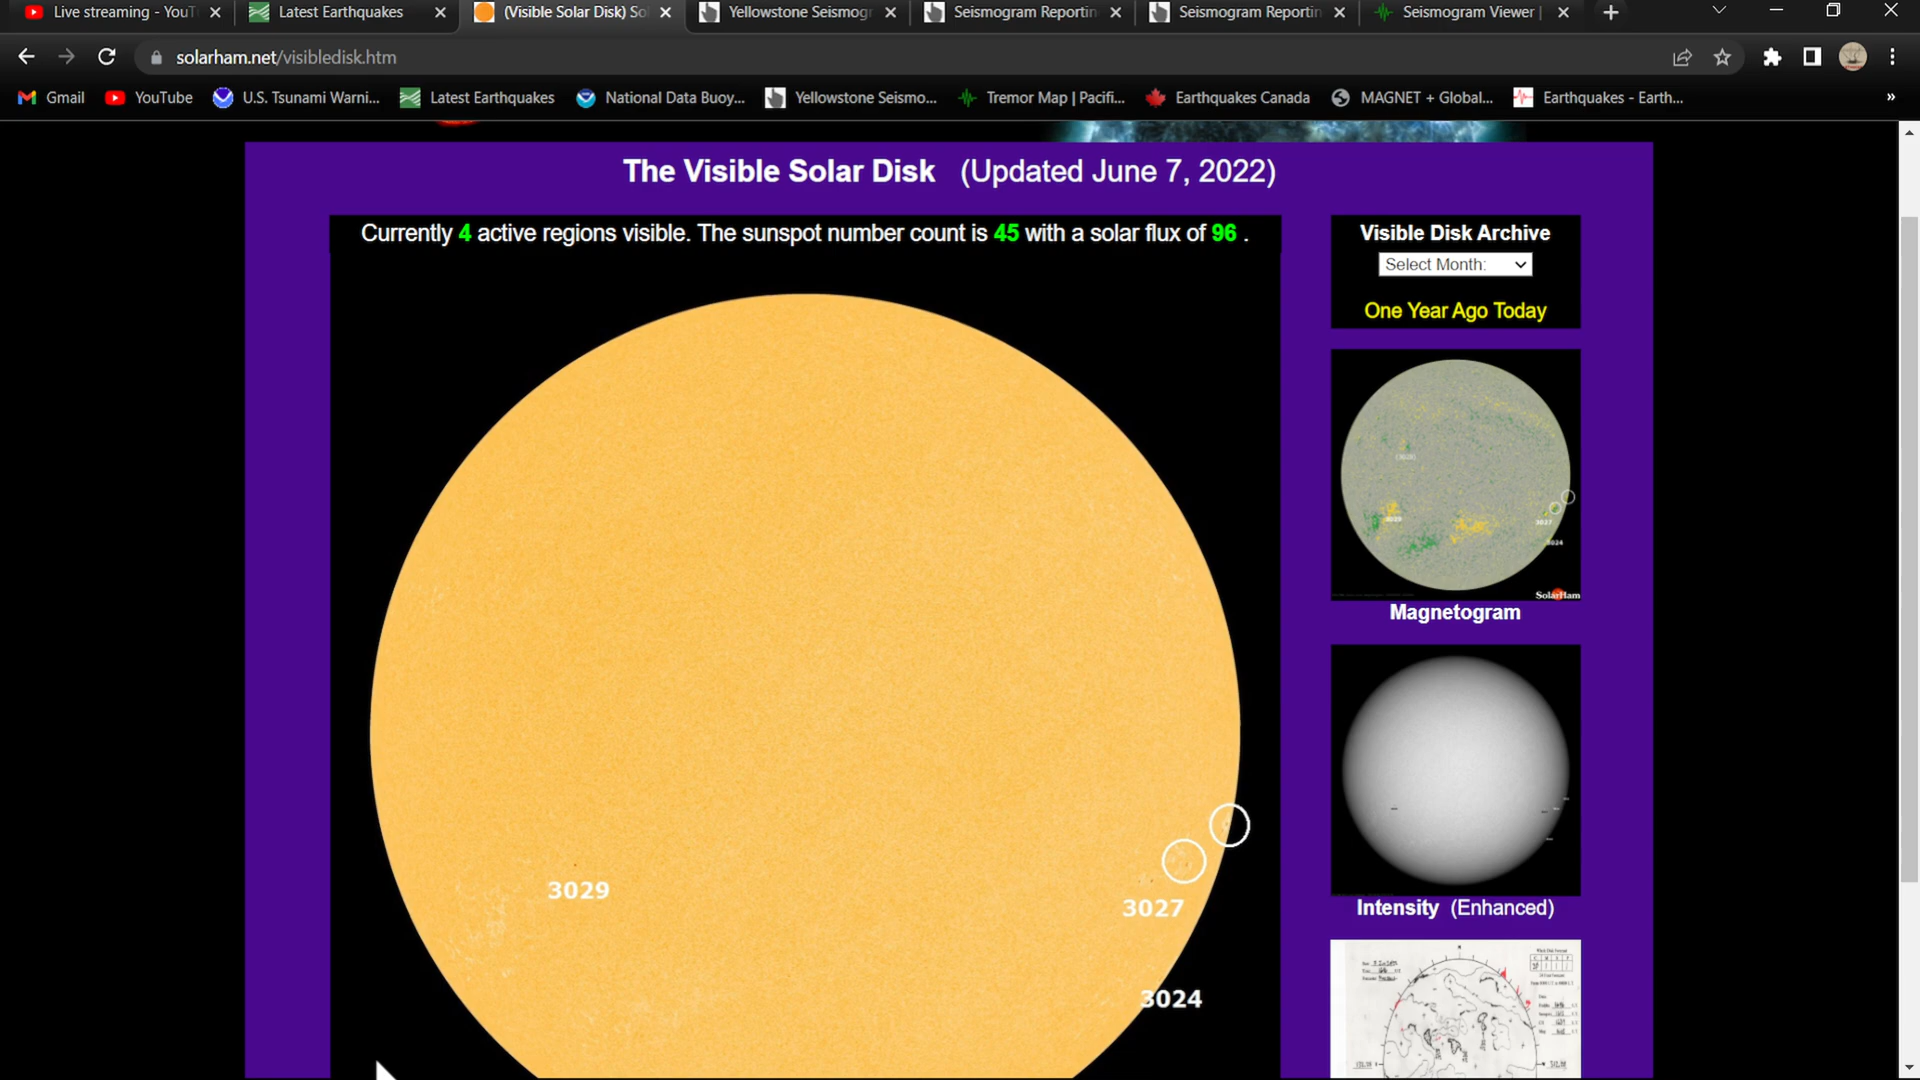 Live streaming - YouT
Latest Earthquakes
(Visible Solar Disk) So
Yellowstone Seismogr
Seismogram Reportin
Seismogram Reportin
Seismogram Viewer |
solarham.net/visibledisk.htm
Gmail
YouTube
U.S. Tsunami Warni...
Latest Earthquakes
National Data Buoy...
Yellowstone Seismo...
Tremor Map | Pacifi...
Earthquakes Canada
MAGNET + Global...
Earthquakes - Earth...
»
The Visible Solar Disk (Updated June 7, 2022)
Currently 4 active regions visible. The sunspot number count is 45 with a solar flux of 96 .
3029
3027
3024
Visible Disk Archive
Select Month:
One Year Ago Today
(3028)
3029
3027
3024
SolarHam
Magnetogram
Intensity (Enhanced)